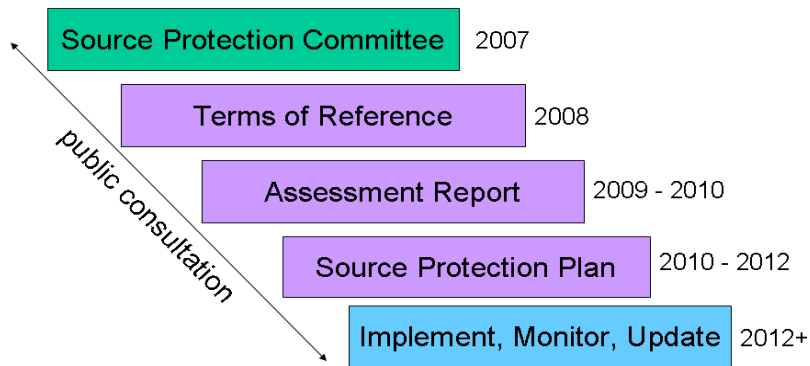 Source Protection Committee 2007
Terms of Reference 2008
Assessment Report 2009 - 2010
Source Protection Plan 2010 - 2012
Implement, Monitor, Update 2012+
public consultation